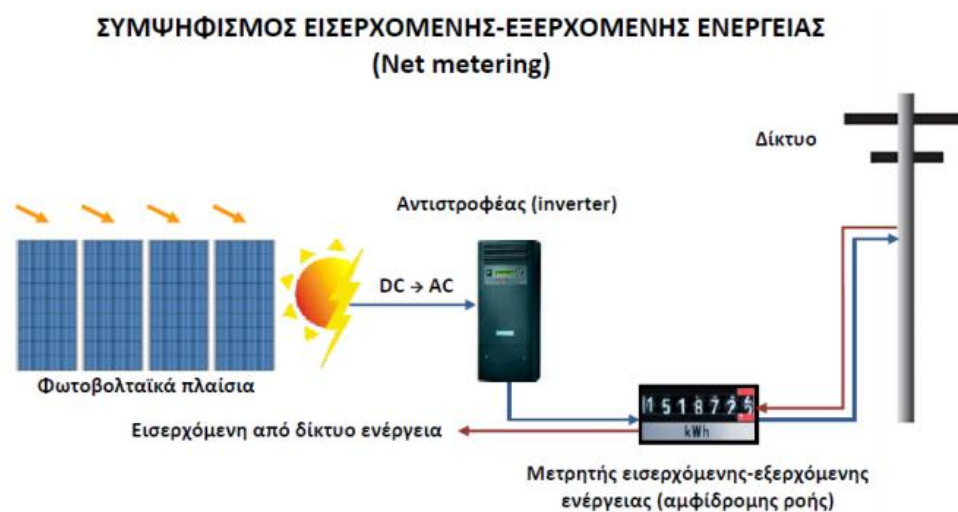 ΣΥΜΨΗΦΙΣΜΟΣ ΕΙΣΕΡΧΟΜΕΝΗΣ-ΕΞΕΡΧΟΜΕΝΗΣ ΕΝΕΡΓΕΙΑΣ
(Net metering)
Δίκτυο
Αντιστροφέας (inverter)
DC → AC
Φωτοβολταϊκά πλαίσια
1518725
kWh
Εισερχόμενη από δίκτυο ενέργεια
Μετρητής εισερχόμενης-εξερχόμενης
ενέργειας (αμφίδρομης ροής)